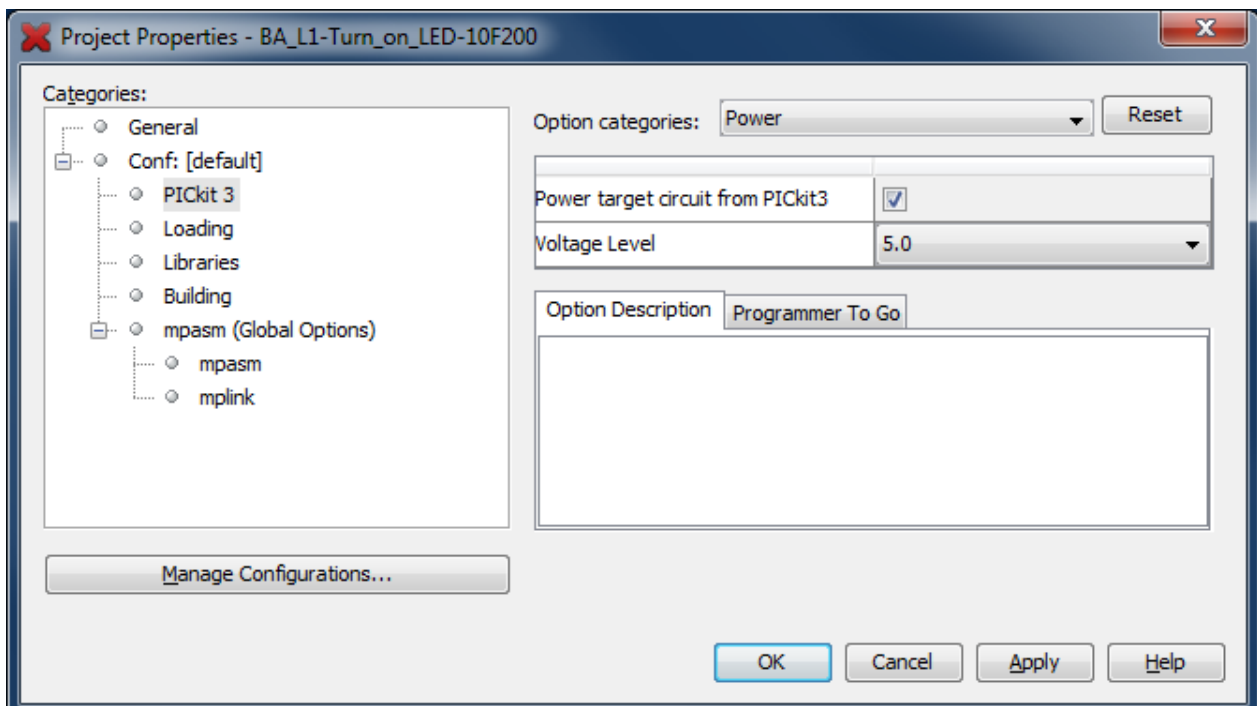 Project Properties - BA_L1-Turn_on_LED-10F200
x
Categories:
General
Conf: [default]
PICkit 3
Loading
Libraries
Building
mpasm (Global Options)
mpasm
mplink
Manage Configurations...
Option categories: Power Reset
Power target circuit from PICkit3
Voltage Level 5.0
Option Description Programmer To Go
OK Cancel Apply Help